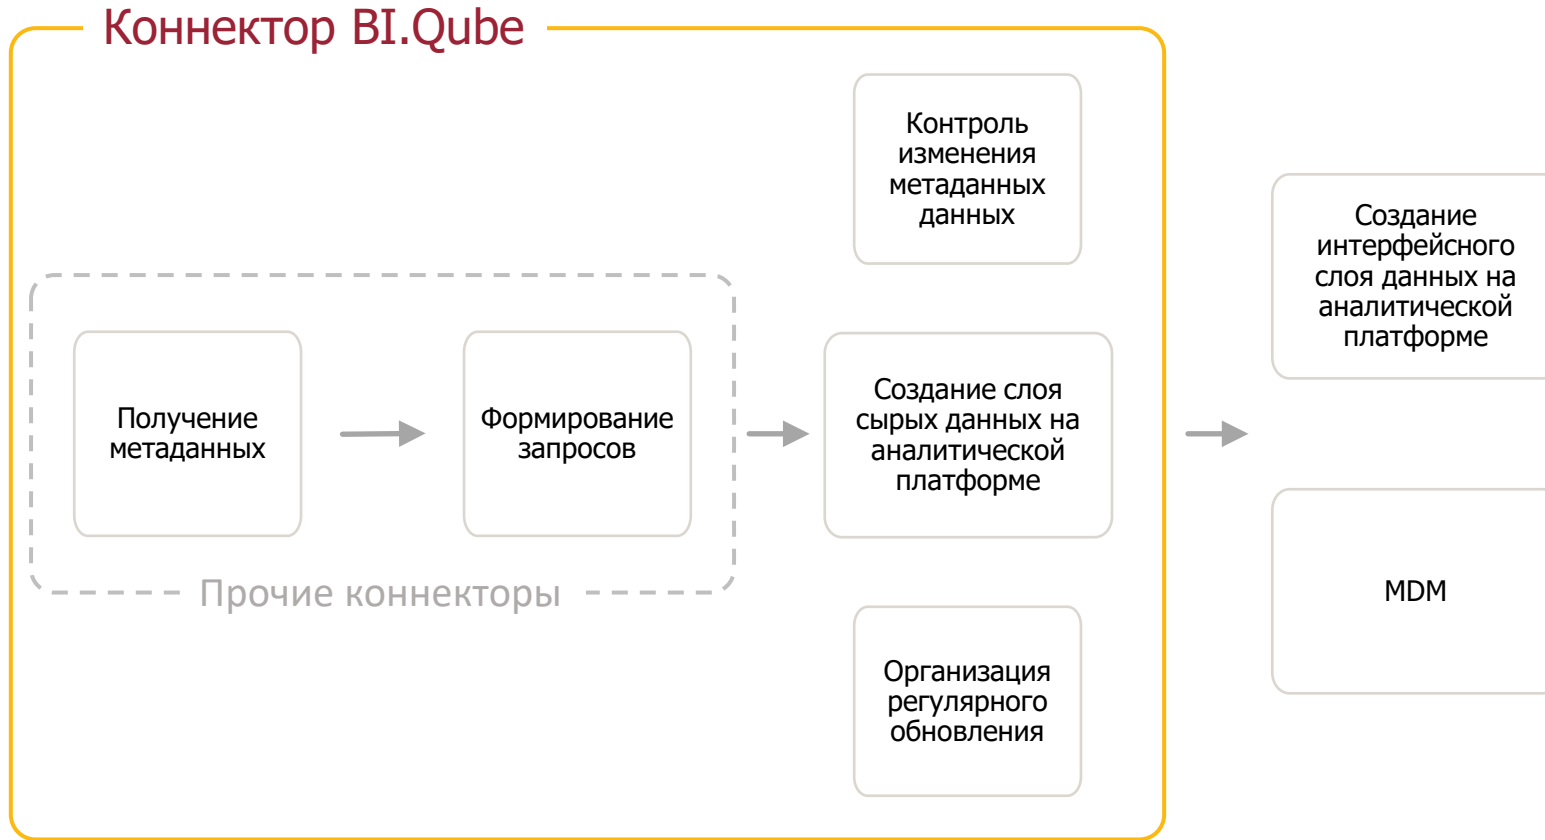 Коннектор BI.Qube
Контроль
изменения
метаданных
данных
Получение
метаданных
Формирование
запросов
Создание слоя
сырых данных на
аналитической
платформе
Прочие коннекторы
Организация
регулярного
обновления
Создание
интерфейсного
слоя данных на
аналитической
платформе
MDM